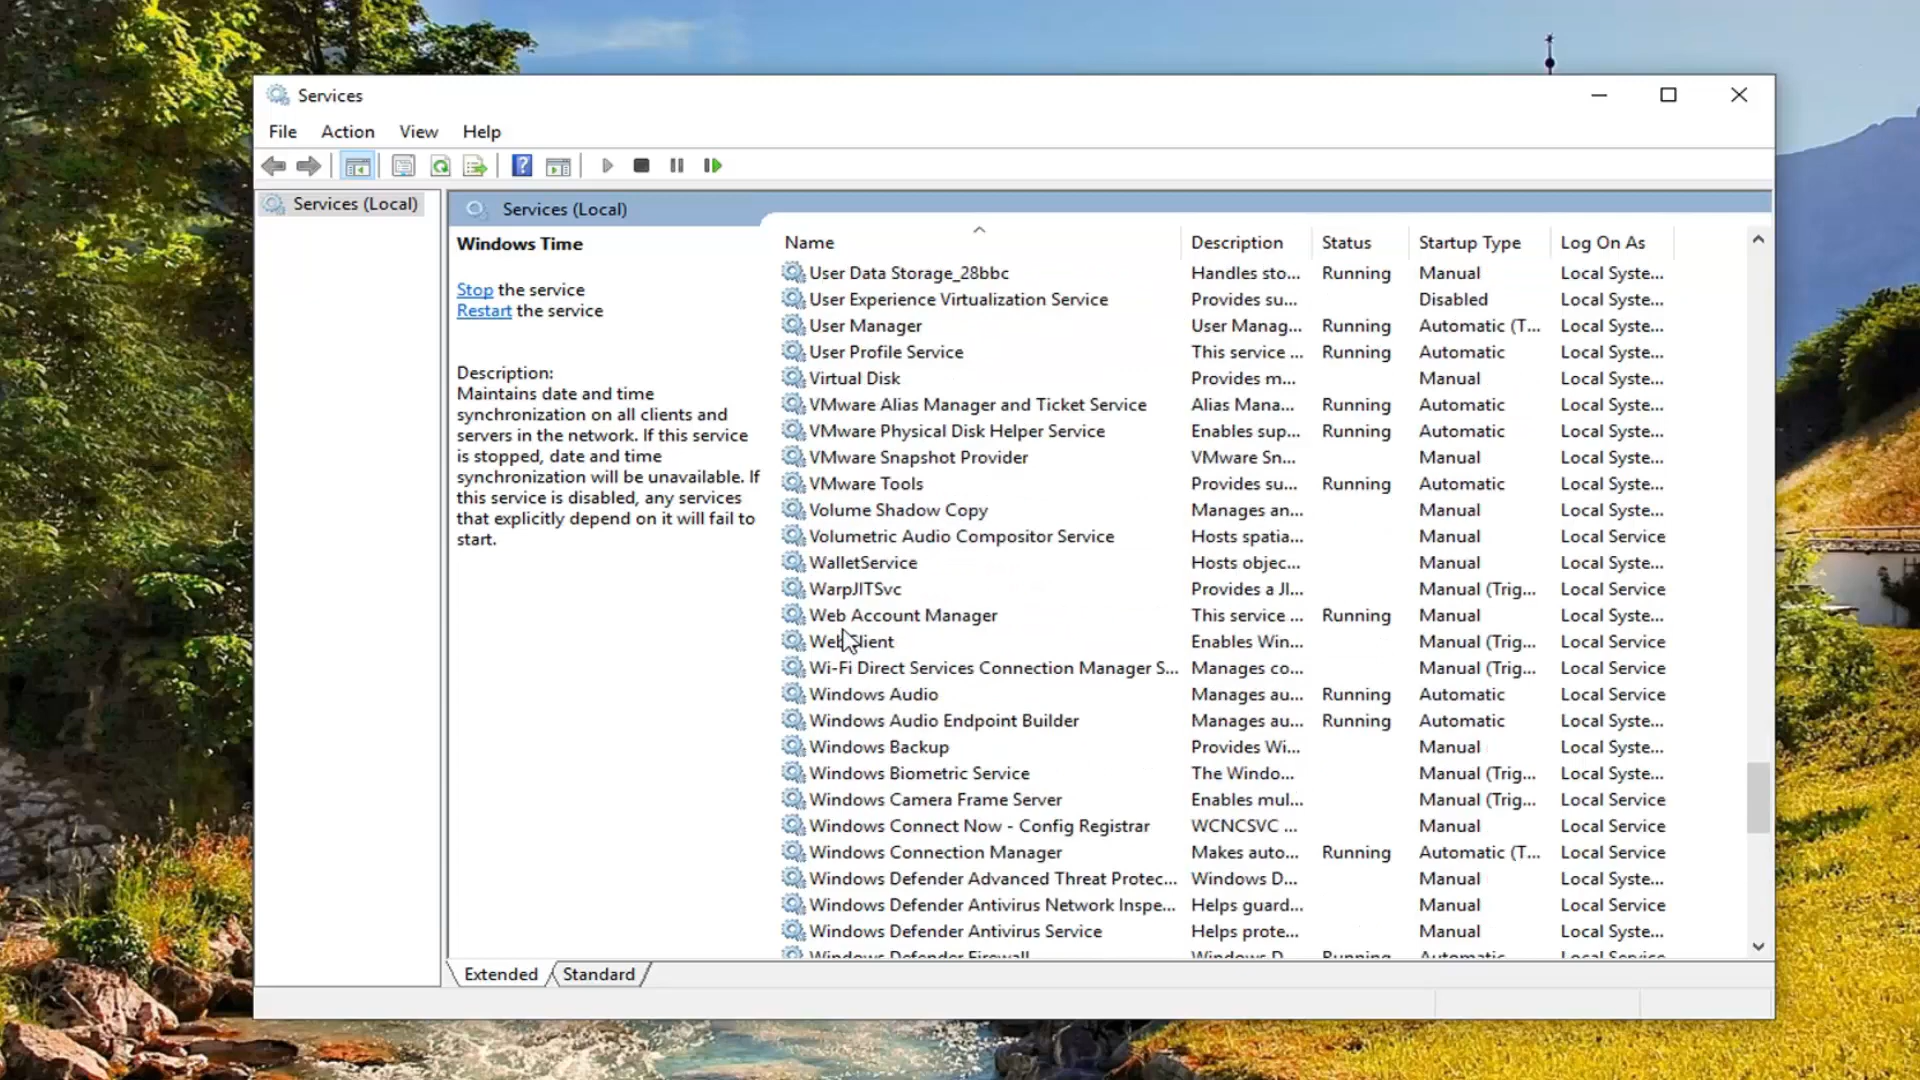 Services
File Action View Help
Services (Local)
Services (Local)
Windows Time
Stop the service
Restart the service
Description:
Maintains date and time
synchronization on all clients and
servers in the network. If this service
is stopped, date and time
synchronization will be unavailable. If
this service is disabled, any services
that explicitly depend on it will fail to
start.
Name Description Status Startup Type Log On As
User Data Storage_28bbc Handles sto... Running Manual Local Syste...
User Experience Virtualization Service Provides su... Disabled Local Syste...
User Manager User Manag... Running Automatic (T... Local Syste...
User Profile Service This service ... Running Automatic Local Syste...
Virtual Disk Provides m... Manual Local Syste...
VMware Alias Manager and Ticket Service Alias Mana... Running Automatic Local Syste...
VMware Physical Disk Helper Service Enables sup... Running Automatic Local Syste...
VMware Snapshot Provider VMware Sn... Manual Local Syste...
VMware Tools Provides su... Running Automatic Local Syste...
Volume Shadow Copy Manages an... Manual Local Syste...
Volumetric Audio Compositor Service Hosts spatia... Manual Local Service
WalletService Hosts objec... Manual Local Syste...
WarpJITSvc Provides a JI... Manual (Trig... Local Service
Web Account Manager This service ... Running Manual Local Syste...
WebClient Enables Win... Manual (Trig... Local Service
Wi-Fi Direct Services Connection Manager S... Manages co... Manual (Trig... Local Service
Windows Audio Manages au... Running Automatic Local Service
Windows Audio Endpoint Builder Manages au... Running Automatic Local Syste...
Windows Backup Provides Wi... Manual Local Syste...
Windows Biometric Service The Windo... Manual (Trig... Local Syste...
Windows Camera Frame Server Enables mul... Manual (Trig... Local Service
Windows Connect Now - Config Registrar WCNCSVC ... Manual Local Service
Windows Connection Manager Makes auto... Running Automatic (T... Local Service
Windows Defender Advanced Threat Protec... Windows D... Manual Local Syste...
Windows Defender Antivirus Network Inspe... Helps guard... Manual Local Service
Windows Defender Antivirus Service Helps prote... Manual Local Syste...
Windows Defender Firewall Windows D... Running Automatic Local Service
Extended Standard